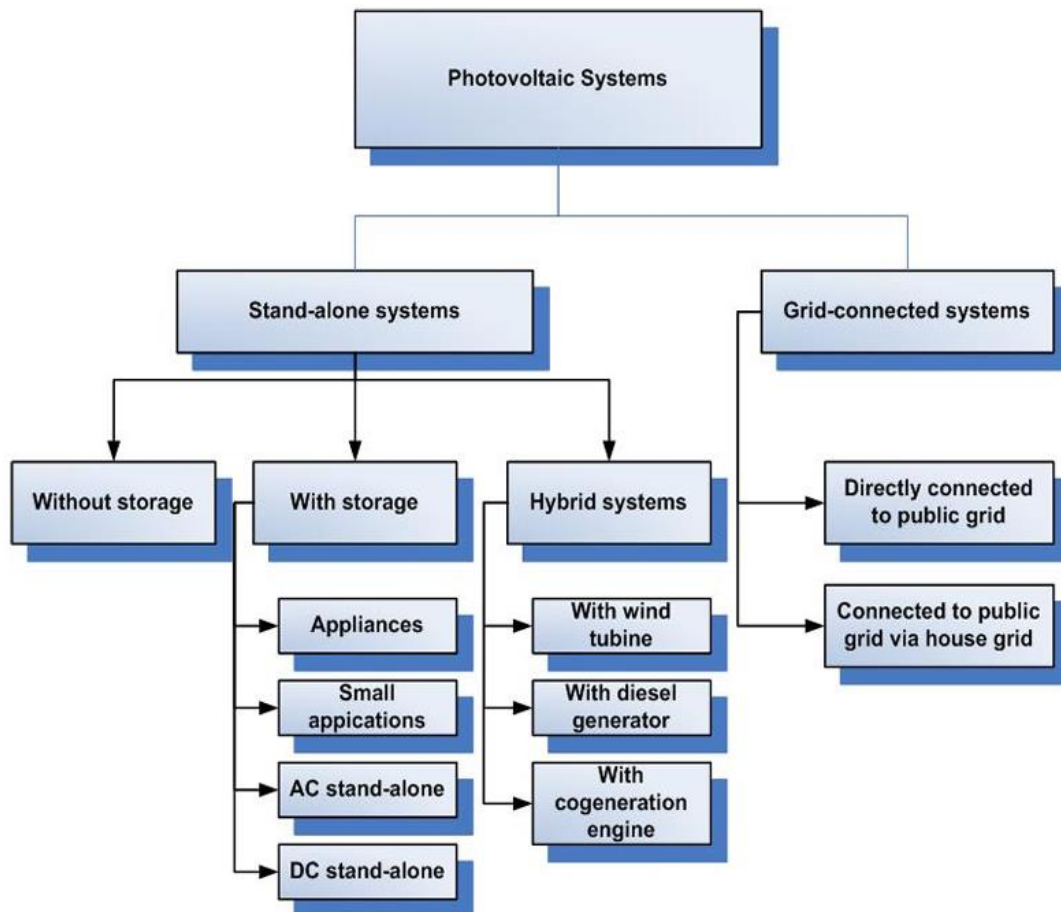 Photovoltaic Systems
Stand-alone systems
Grid-connected systems
Without storage
With storage
Hybrid systems
Directly connected
to public grid
Appliances
With wind
tubine
Connected to public
grid via house grid
Small
appications
With diesel
generator
AC stand-alone
With
cogeneration
engine
DC stand-alone